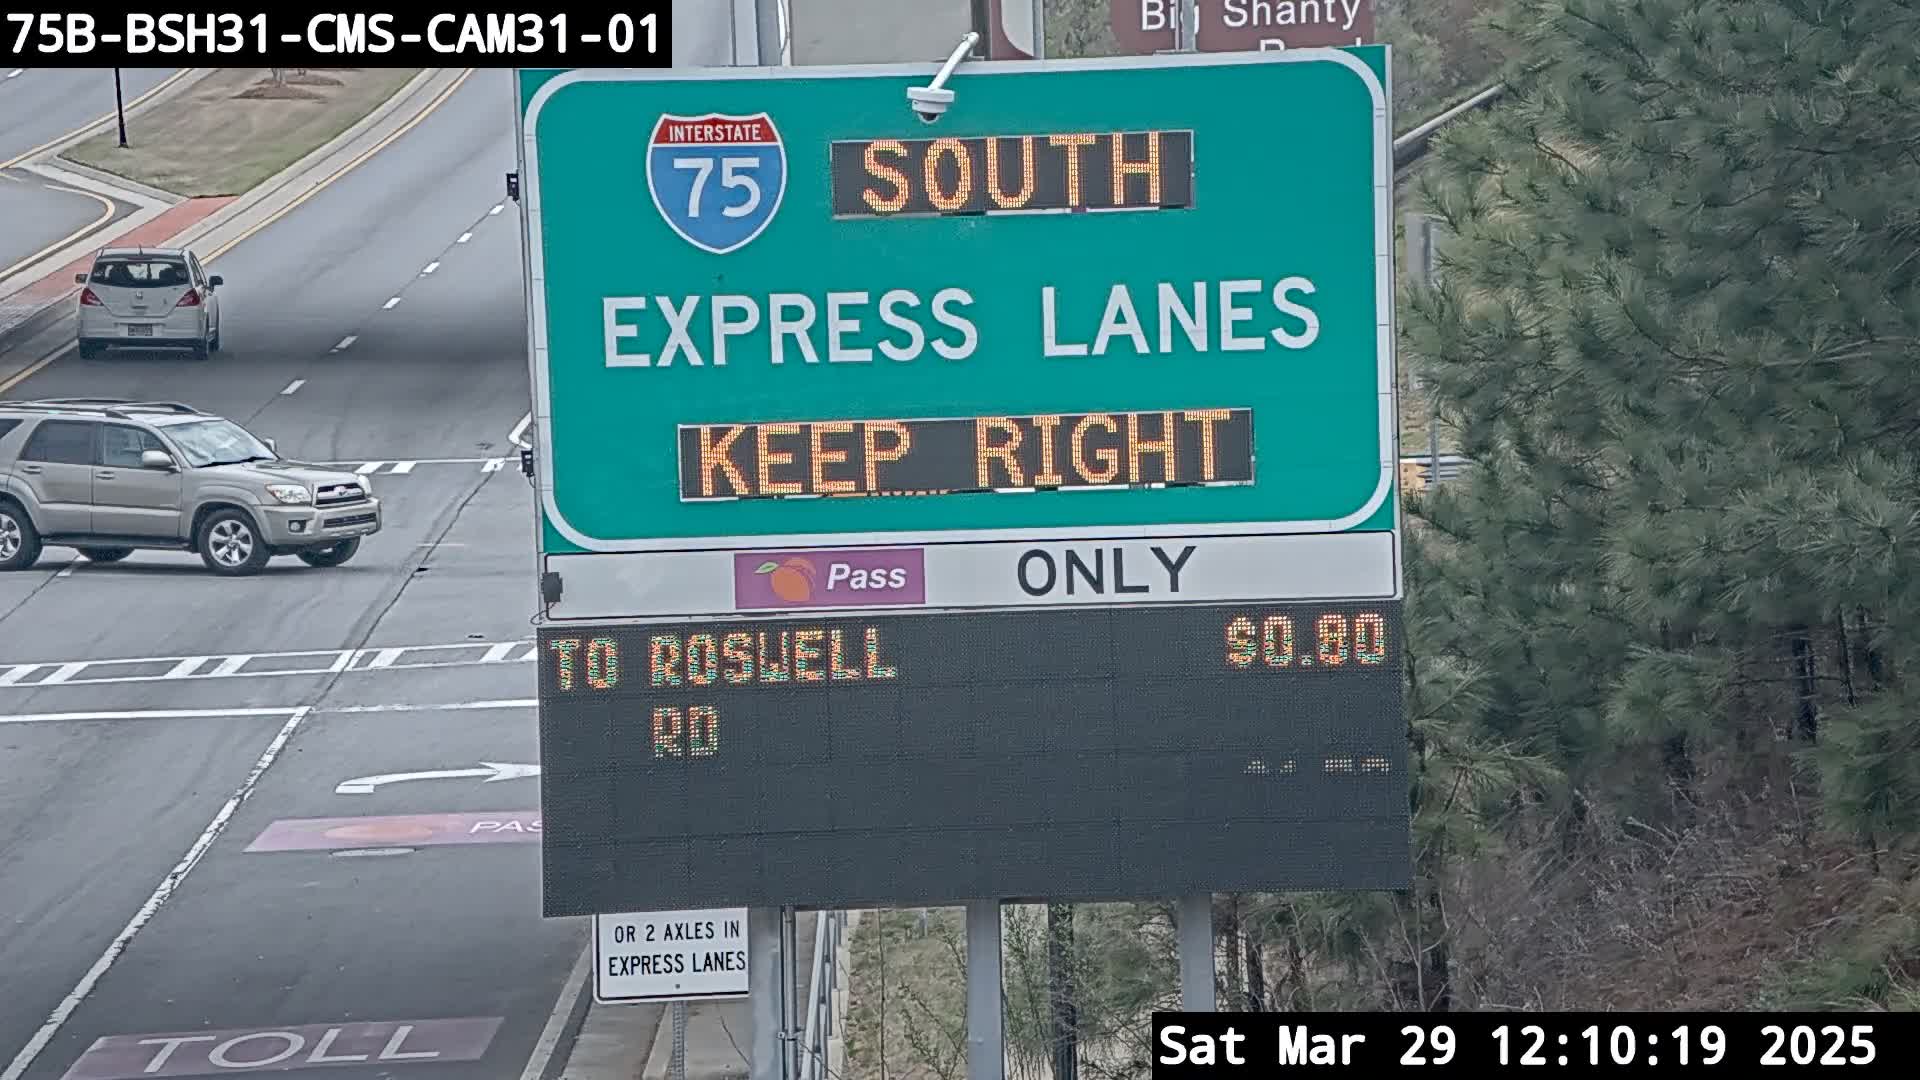 75B-BSH31-CMS-CAM31-01
Big Shanty
INTERSTATE
75
SOUTH
EXPRESS LANES
KEEP RIGHT
Pass ONLY
TO ROSWELL $0.80
RD
OR 2 AXLES IN
EXPRESS LANES
TOLL
Sat Mar 29 12:10:19 2025